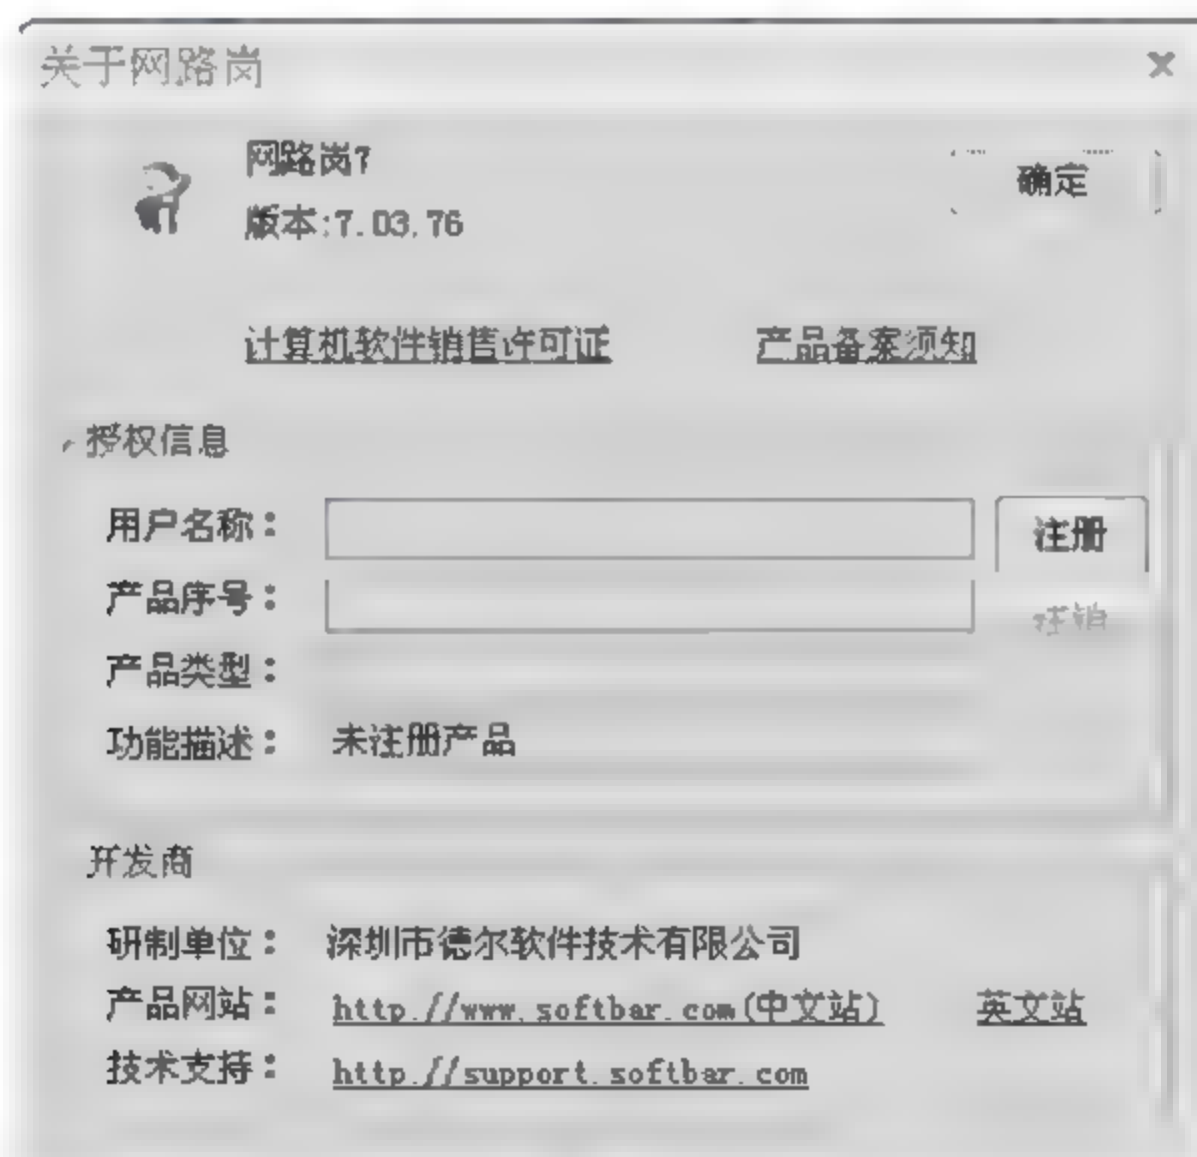 关于网路岗
网路岗7
确定
版本:7.03.76
计算机软件销售许可证 产品备案须知
授权信息
用户名称：
注册
产品序号：
注销
产品类型：
功能描述： 未注册产品
开发商
研制单位： 深圳市德尔软件技术有限公司
产品网站： http://www.softbar.com(中文站) 英文站
技术支持： http://support.softbar.com